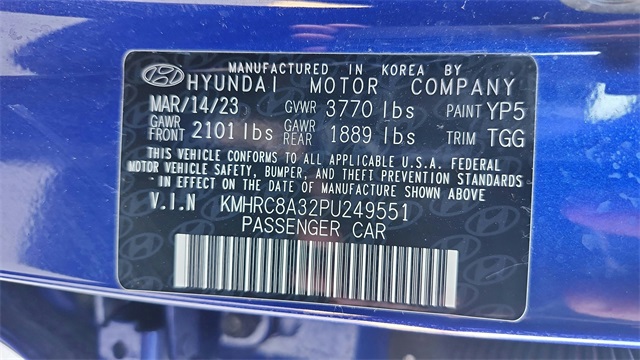 MANUFACTURED IN KOREA BY
HYUNDAI MOTOR COMPANY
MAR/14/23 GVWR 3770 lbs PAINT YP5
GAWR FRONT 2101 lbs GAWR REAR 1889 lbs TRIM TGG
THIS VEHICLE CONFORMS TO ALL APPLICABLE U.S.A. FEDERAL
MOTOR VEHICLE SAFETY, BUMPER, AND THEFT PREVENTION STANDARDS
IN EFFECT ON THE DATE OF MANUFACTURE SHOWN ABOVE
V.I.N KMHRC8A32PU249551
PASSENGER CAR